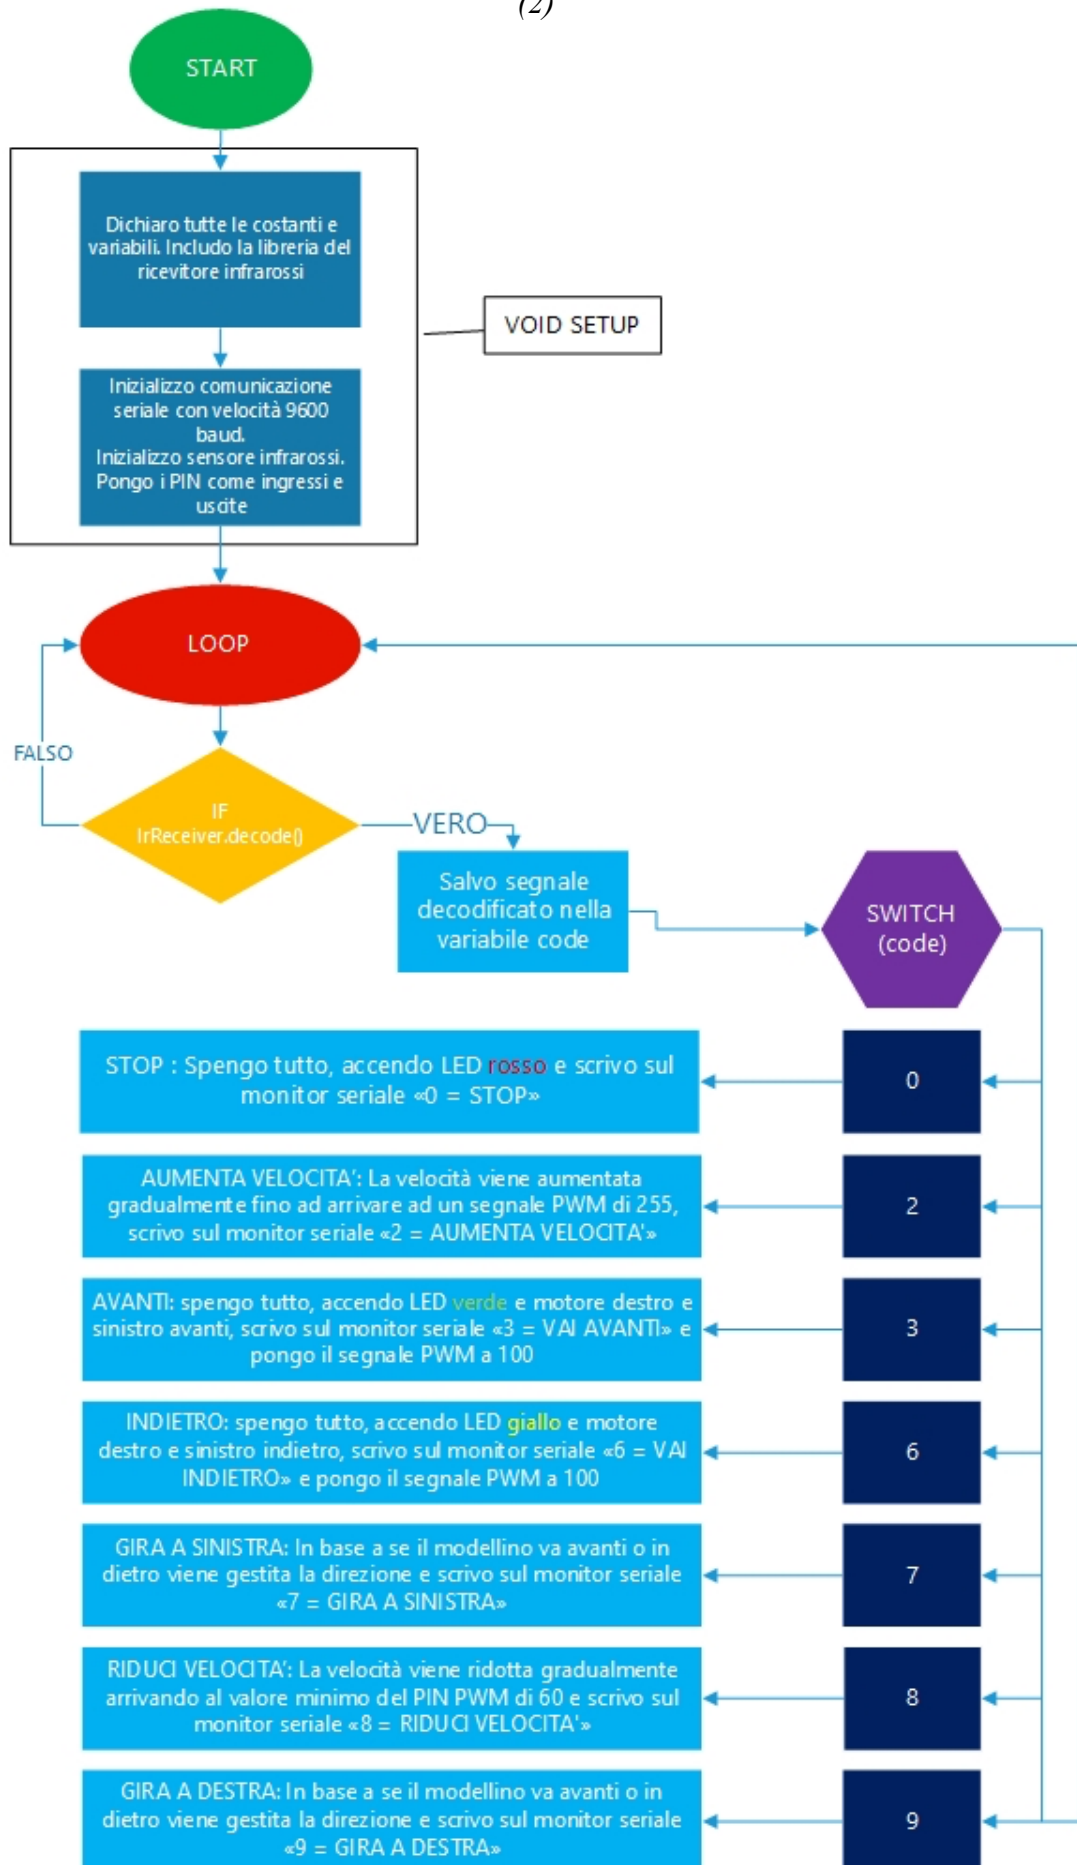 (2)
START
Dichiaro tutte le costanti e
variabili. Includo la libreria del
ricevitore infrarossi
VOID SETUP
Inizializzo comunicazione
seriale con velocità 9600
baud.
Inizializzo sensore infrarossi.
Pongo i PIN come ingressi e
uscite
LOOP
FALSO
IF
IrReceiver.decode()
VERO
Salvo segnale
decodificato nella
variabile code
SWITCH
(code)
STOP : Spengo tutto, accendo LED rosso e scrivo sul
monitor seriale «0 = STOP»
0
AUMENTA VELOCITA’: La velocità viene aumentata
gradualmente fino ad arrivare ad un segnale PWM di 255,
scrivo sul monitor seriale «2 = AUMENTA VELOCITA'»
2
AVANTI: spengo tutto, accendo LED verde e motore destro e
sinistro avanti, scrivo sul monitor seriale «3 = VAI AVANTI» e
pongo il segnale PWM a 100
3
INDIETRO: spengo tutto, accendo LED giallo e motore
destro e sinistro indietro, scrivo sul monitor seriale «6 = VAI
INDIETRO» e pongo il segnale PWM a 100
6
GIRA A SINISTRA: In base a se il modellino va avanti o in
dietro viene gestita la direzione e scrivo sul monitor seriale
«7 = GIRA A SINISTRA»
7
RIDUCI VELOCITA’: La velocità viene ridotta gradualmente
arrivando al valore minimo del PIN PWM di 60 e scrivo sul
monitor seriale «8 = RIDUCI VELOCITA'»
8
GIRA A DESTRA: In base a se il modellino va avanti o in
dietro viene gestita la direzione e scrivo sul monitor seriale
«9 = GIRA A DESTRA»
9